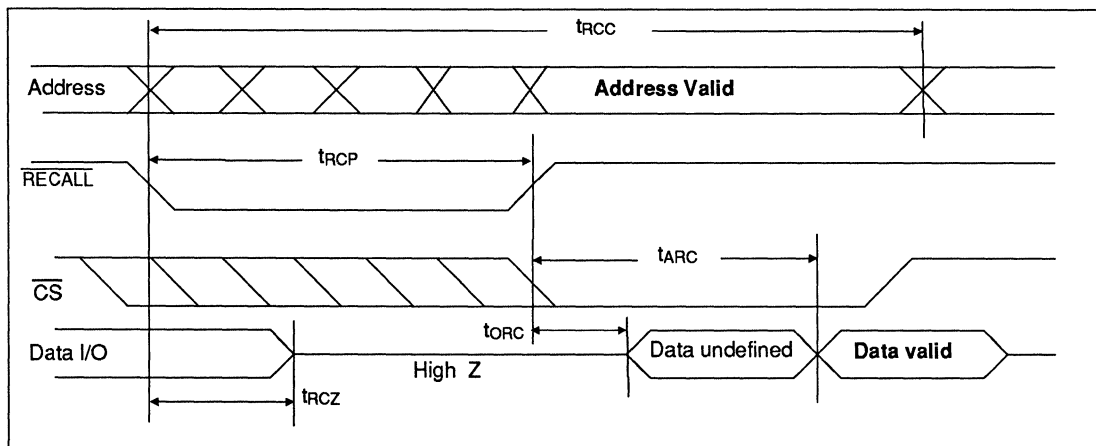 tRCC
Address
Address Valid
tRCP
RECALL
tARC
CS
tORC
Data I/O
High Z
Data undefined
Data valid
tRCZ